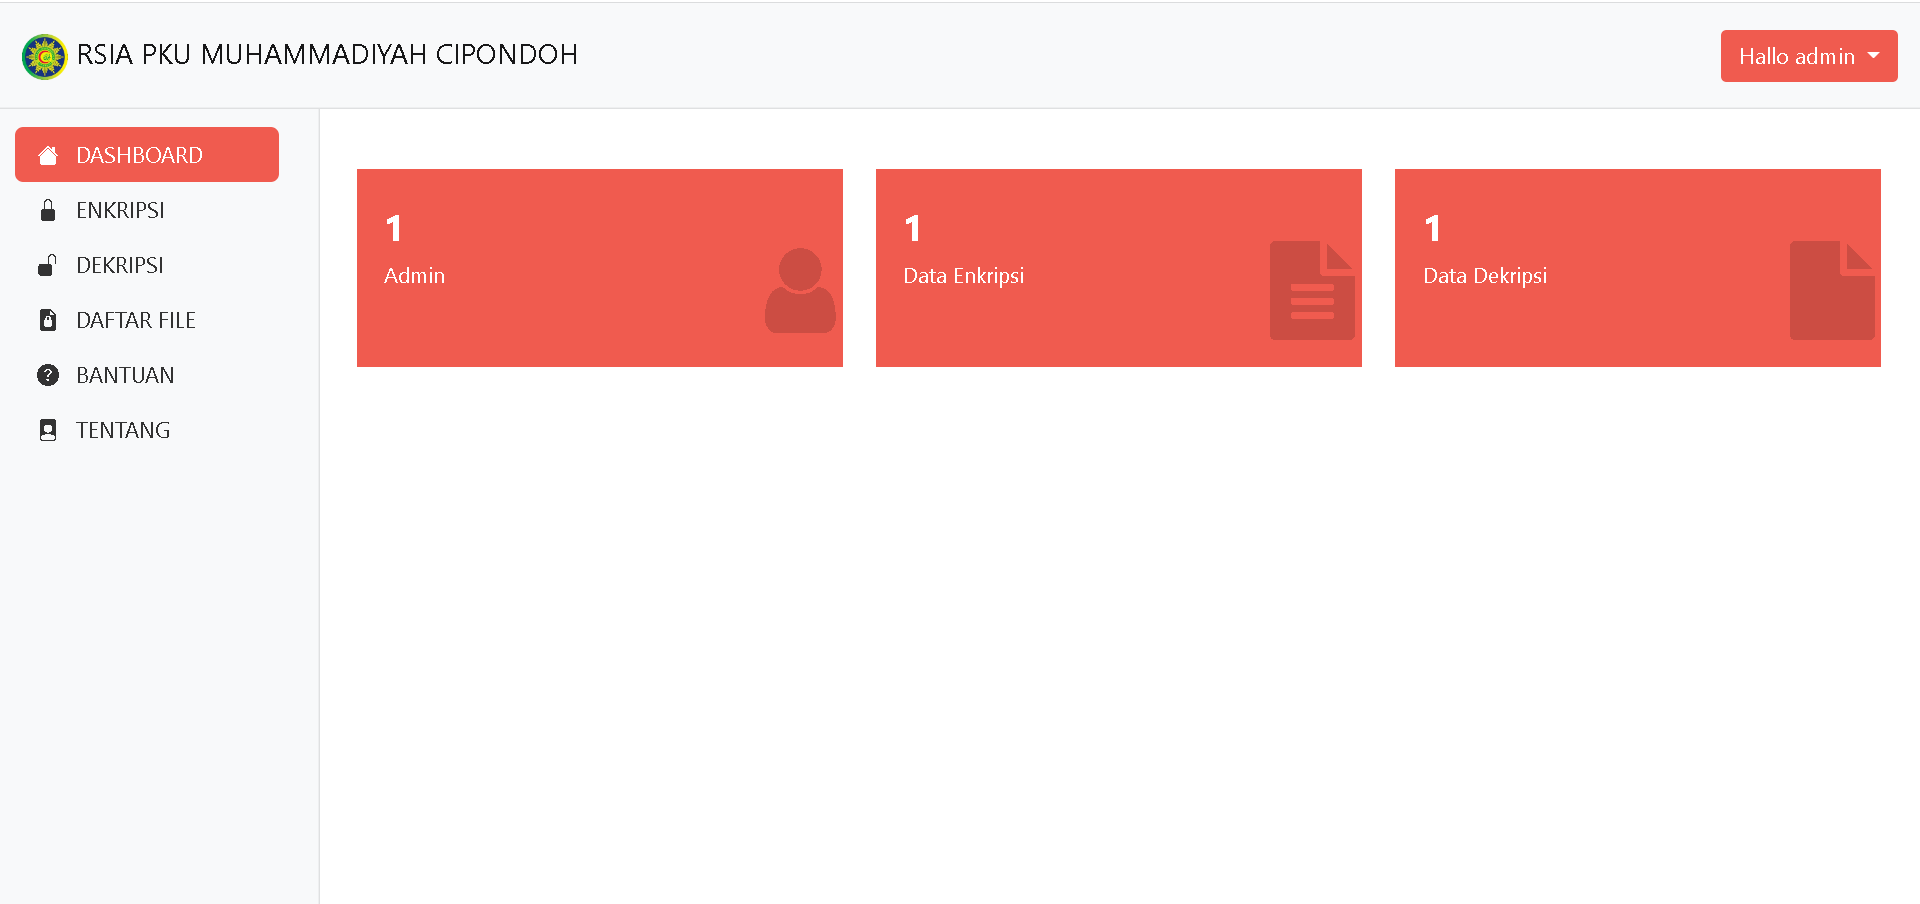 RSIA PKU MUHAMMADIYAH CIPONDOH
Hallo admin
DASHBOARD
ENKRIPSI
DEKRIPSI
DAFTAR FILE
BANTUAN
TENTANG
1
Admin
1
Data Enkripsi
1
Data Dekripsi